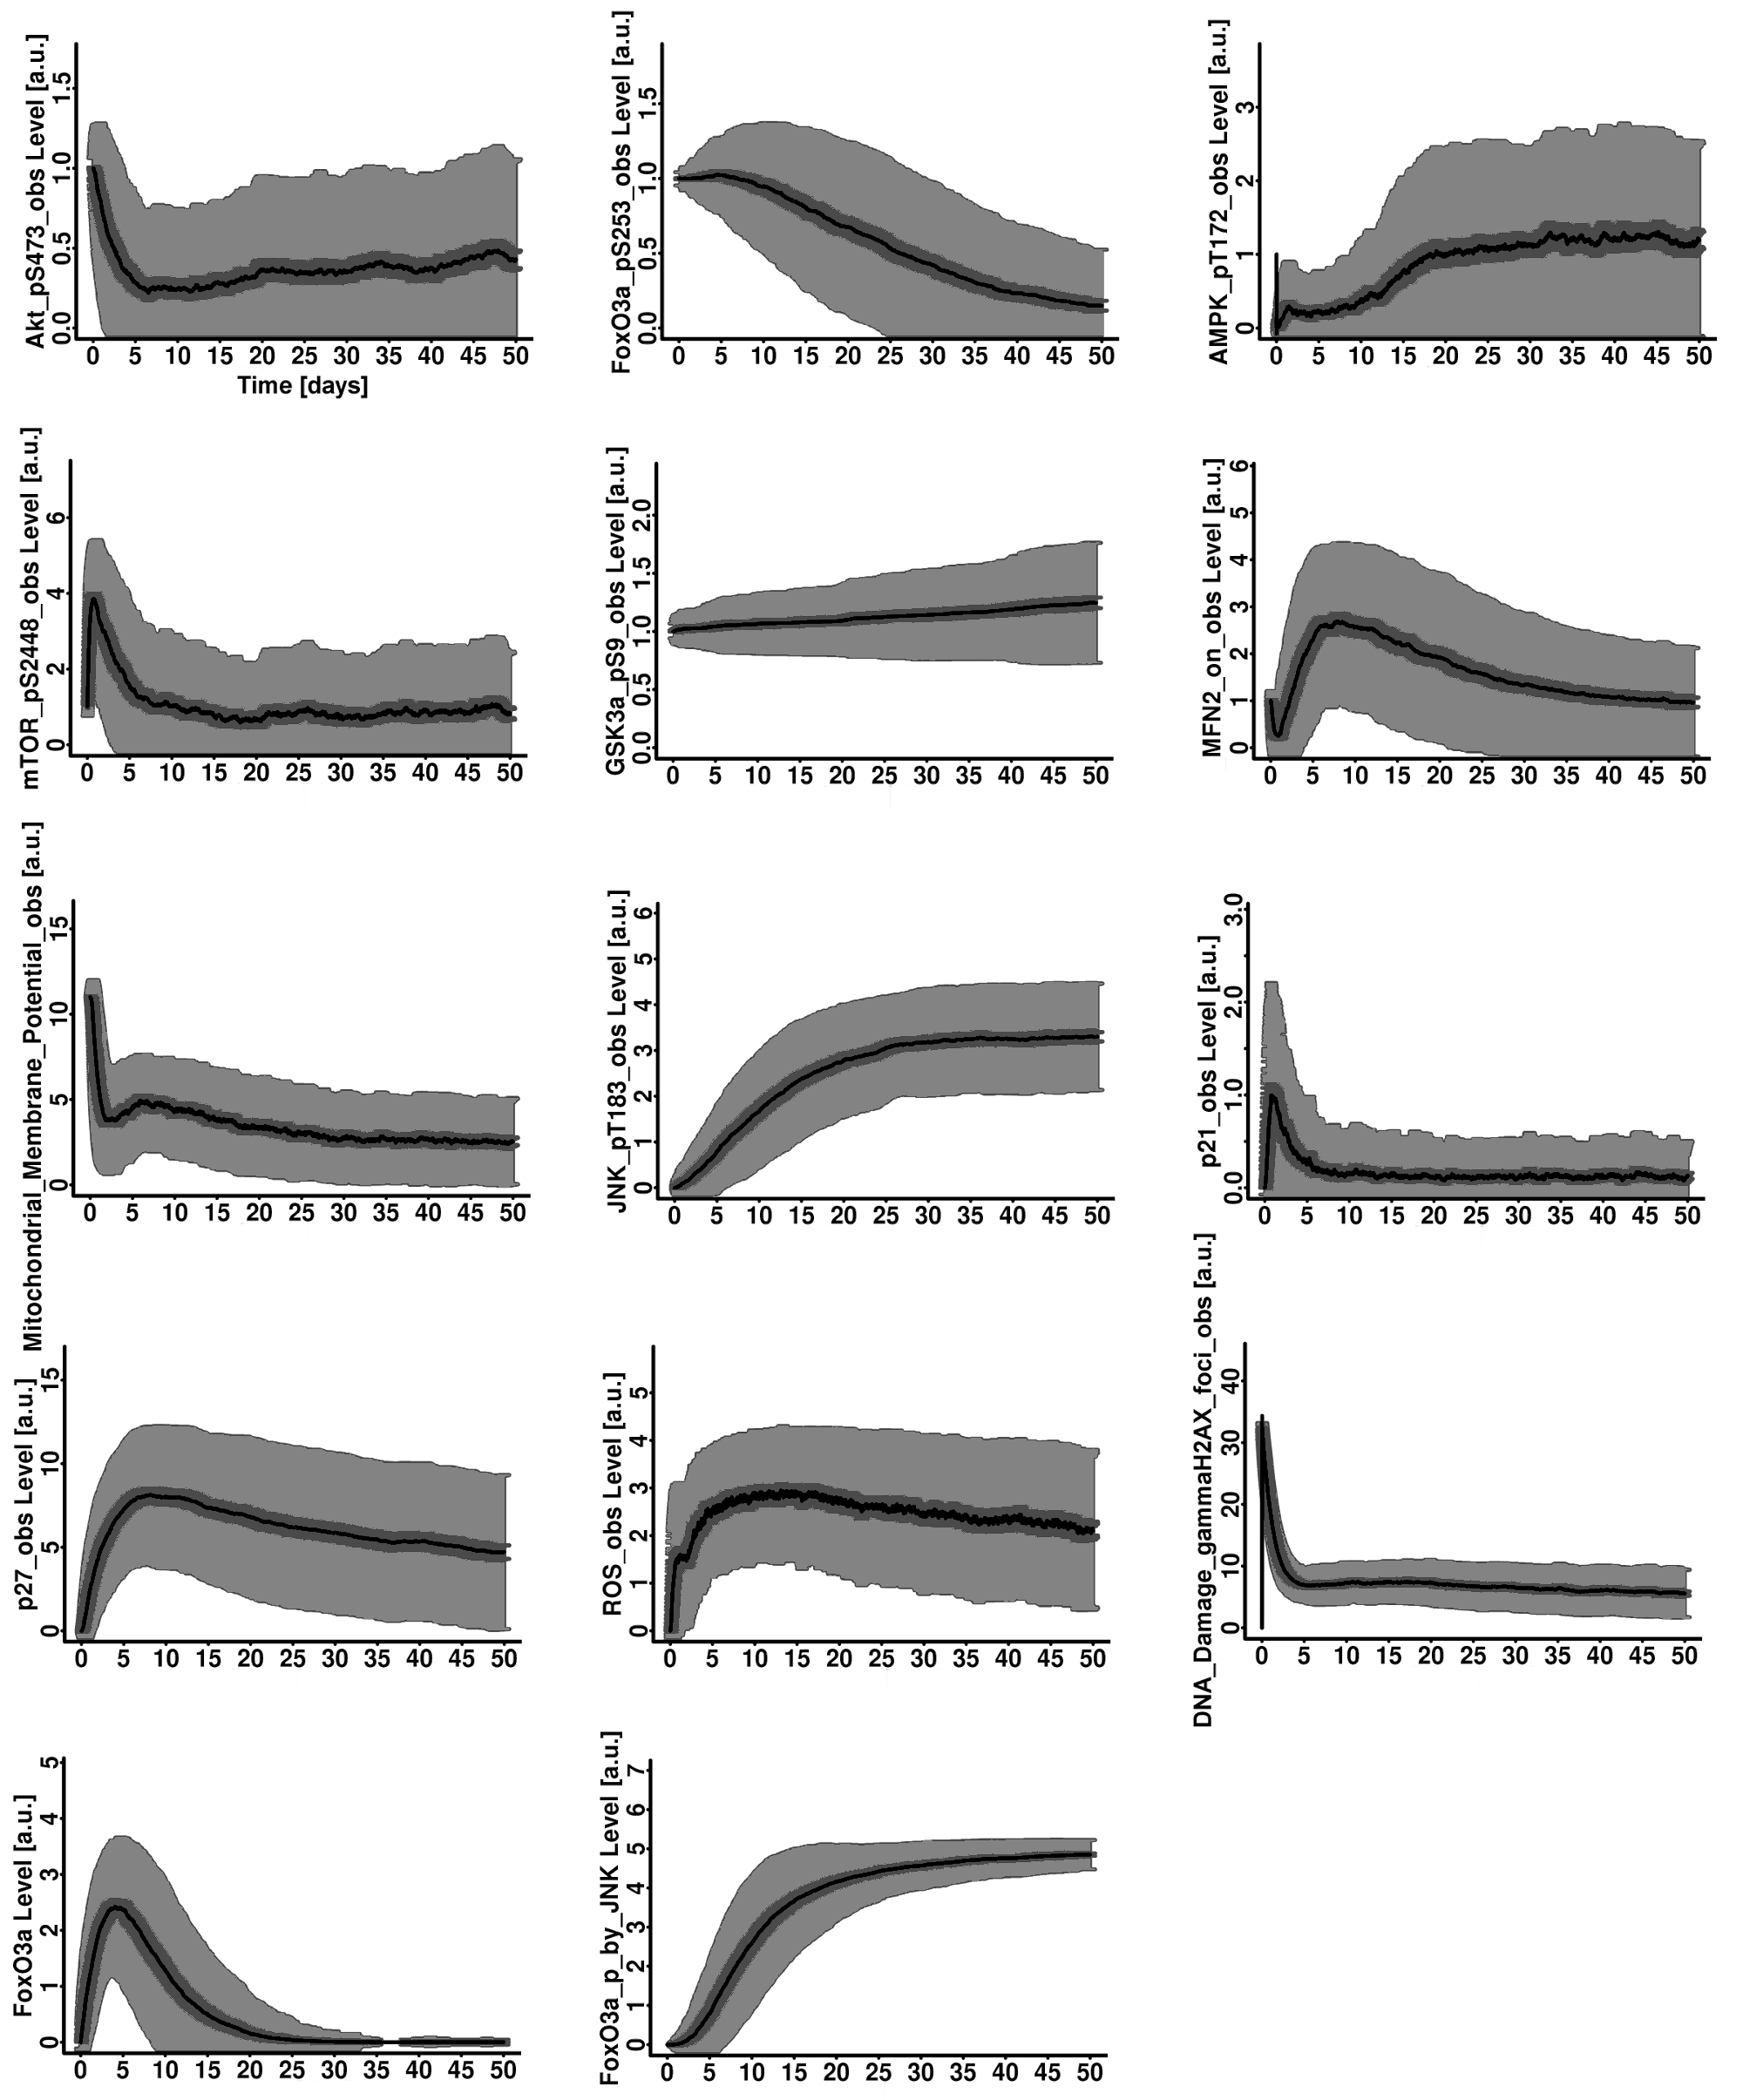 Akt_pS473_obs Level [a.u.]
0.0 0.5 1.0 1.5
0 5 10 15 20 25 30 35 40 45 50
Time [days]
FoxO3a_pS253_obs Level [a.u.]
0.0 0.5 1.0 1.5
0 5 10 15 20 25 30 35 40 45 50
AMPK_pT172_obs Level [a.u.]
0 1 2 3
0 5 10 15 20 25 30 35 40 45 50
mTOR_pS2448_obs Level [a.u.]
0 2 4 6
0 5 10 15 20 25 30 35 40 45 50
GSK3a_pS9_obs Level [a.u.]
0.0 0.5 1.0 1.5 2.0
0 5 10 15 20 25 30 35 40 45 50
MFN2_on_obs Level [a.u.]
0 1 2 3 4 5 6
0 5 10 15 20 25 30 35 40 45 50
Mitochondrial_Membrane_Potential_obs [a.u.]
0 5 10 15
0 5 10 15 20 25 30 35 40 45 50
JNK_pT183_obs Level [a.u.]
0 1 2 3 4 5 6
0 5 10 15 20 25 30 35 40 45 50
p21_obs Level [a.u.]
0.0 1.0 2.0 3.0
0 5 10 15 20 25 30 35 40 45 50
p27_obs Level [a.u.]
0 5 10 15
0 5 10 15 20 25 30 35 40 45 50
ROS_obs Level [a.u.]
0 1 2 3 4 5
0 5 10 15 20 25 30 35 40 45 50
DNA_Damage_gammaH2AX_foci_obs [a.u.]
0 10 20 30 40
0 5 10 15 20 25 30 35 40 45 50
FoxO3a Level [a.u.]
0 1 2 3 4 5
0 5 10 15 20 25 30 35 40 45 50
FoxO3a_p_by_JNK Level [a.u.]
0 1 2 3 4 5 6 7
0 5 10 15 20 25 30 35 40 45 50